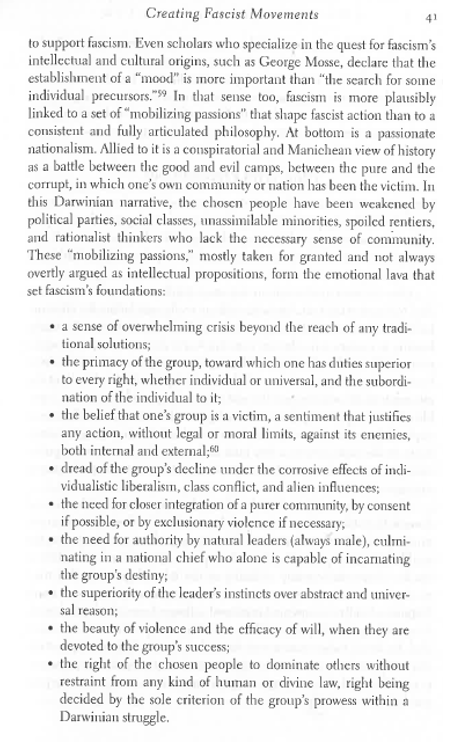 Creating Fascist Movements 41
to support fascism. Even scholars who specialize in the quest for fascism's
intellectual and cultural origins, such as George Mosse, declare that the
establishment of a "mood" is more important than "the search for some
individual precursors."59 In that sense too, fascism is more plausibly
linked to a set of "mobilizing passions" that shape fascist action than to a
consistent and fully articulated philosophy. At bottom is a passionate
nationalism. Allied to it is a conspiratorial and Manichean view of history
as a battle between the good and evil camps, between the pure and the
corrupt, in which one's own community or nation has been the victim. In
this Darwinian narrative, the chosen people have been weakened by
political parties, social classes, unassimilable minorities, spoiled rentiers,
and rationalist thinkers who lack the necessary sense of community.
These "mobilizing passions," mostly taken for granted and not always
overtly argued as intellectual propositions, form the emotional lava that
set fascism's foundations:
• a sense of overwhelming crisis beyond the reach of any tradi-
tional solutions;
• the primacy of the group, toward which one has duties superior
to every right, whether individual or universal, and the subordi-
nation of the individual to it;
• the belief that one's group is a victim, a sentiment that justifies
any action, without legal or moral limits, against its enemies,
both internal and external;60
• dread of the group's decline under the corrosive effects of indi-
vidualistic liberalism, class conflict, and alien influences;
• the need for closer integration of a purer community, by consent
if possible, or by exclusionary violence if necessary;
• the need for authority by natural leaders (always male), culmi-
nating in a national chief who alone is capable of incarnating
the group's destiny;
• the superiority of the leader's instincts over abstract and univer-
sal reason;
• the beauty of violence and the efficacy of will, when they are
devoted to the group's success;
• the right of the chosen people to dominate others without
restraint from any kind of human or divine law, right being
decided by the sole criterion of the group's prowess within a
Darwinian struggle.